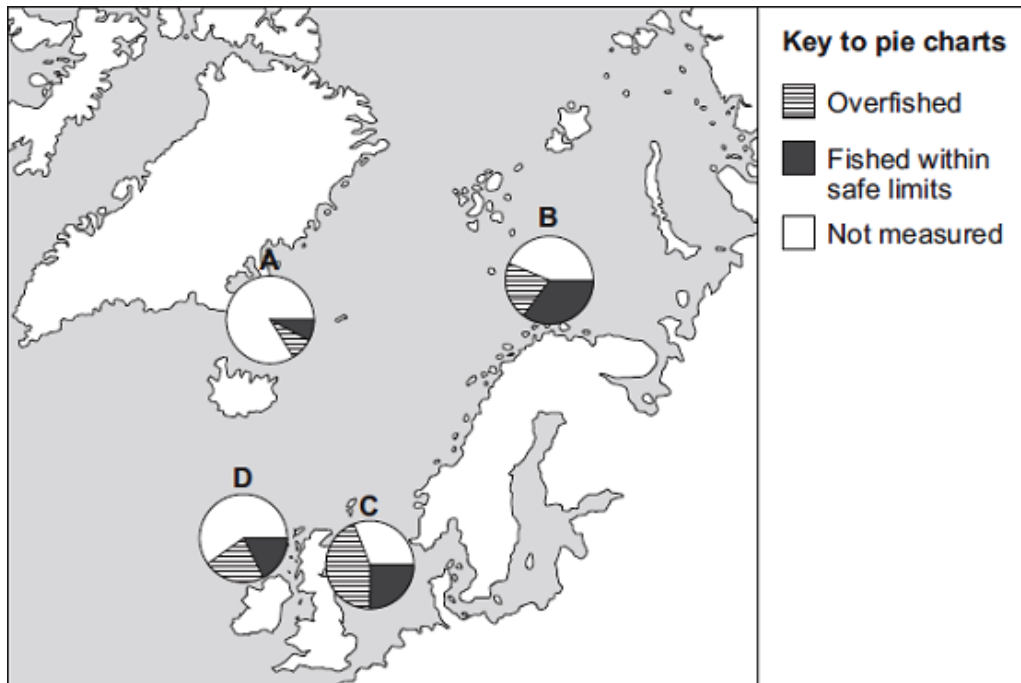 Key to pie charts
Overfished
Fished within
safe limits
Not measured
A
B
C
D